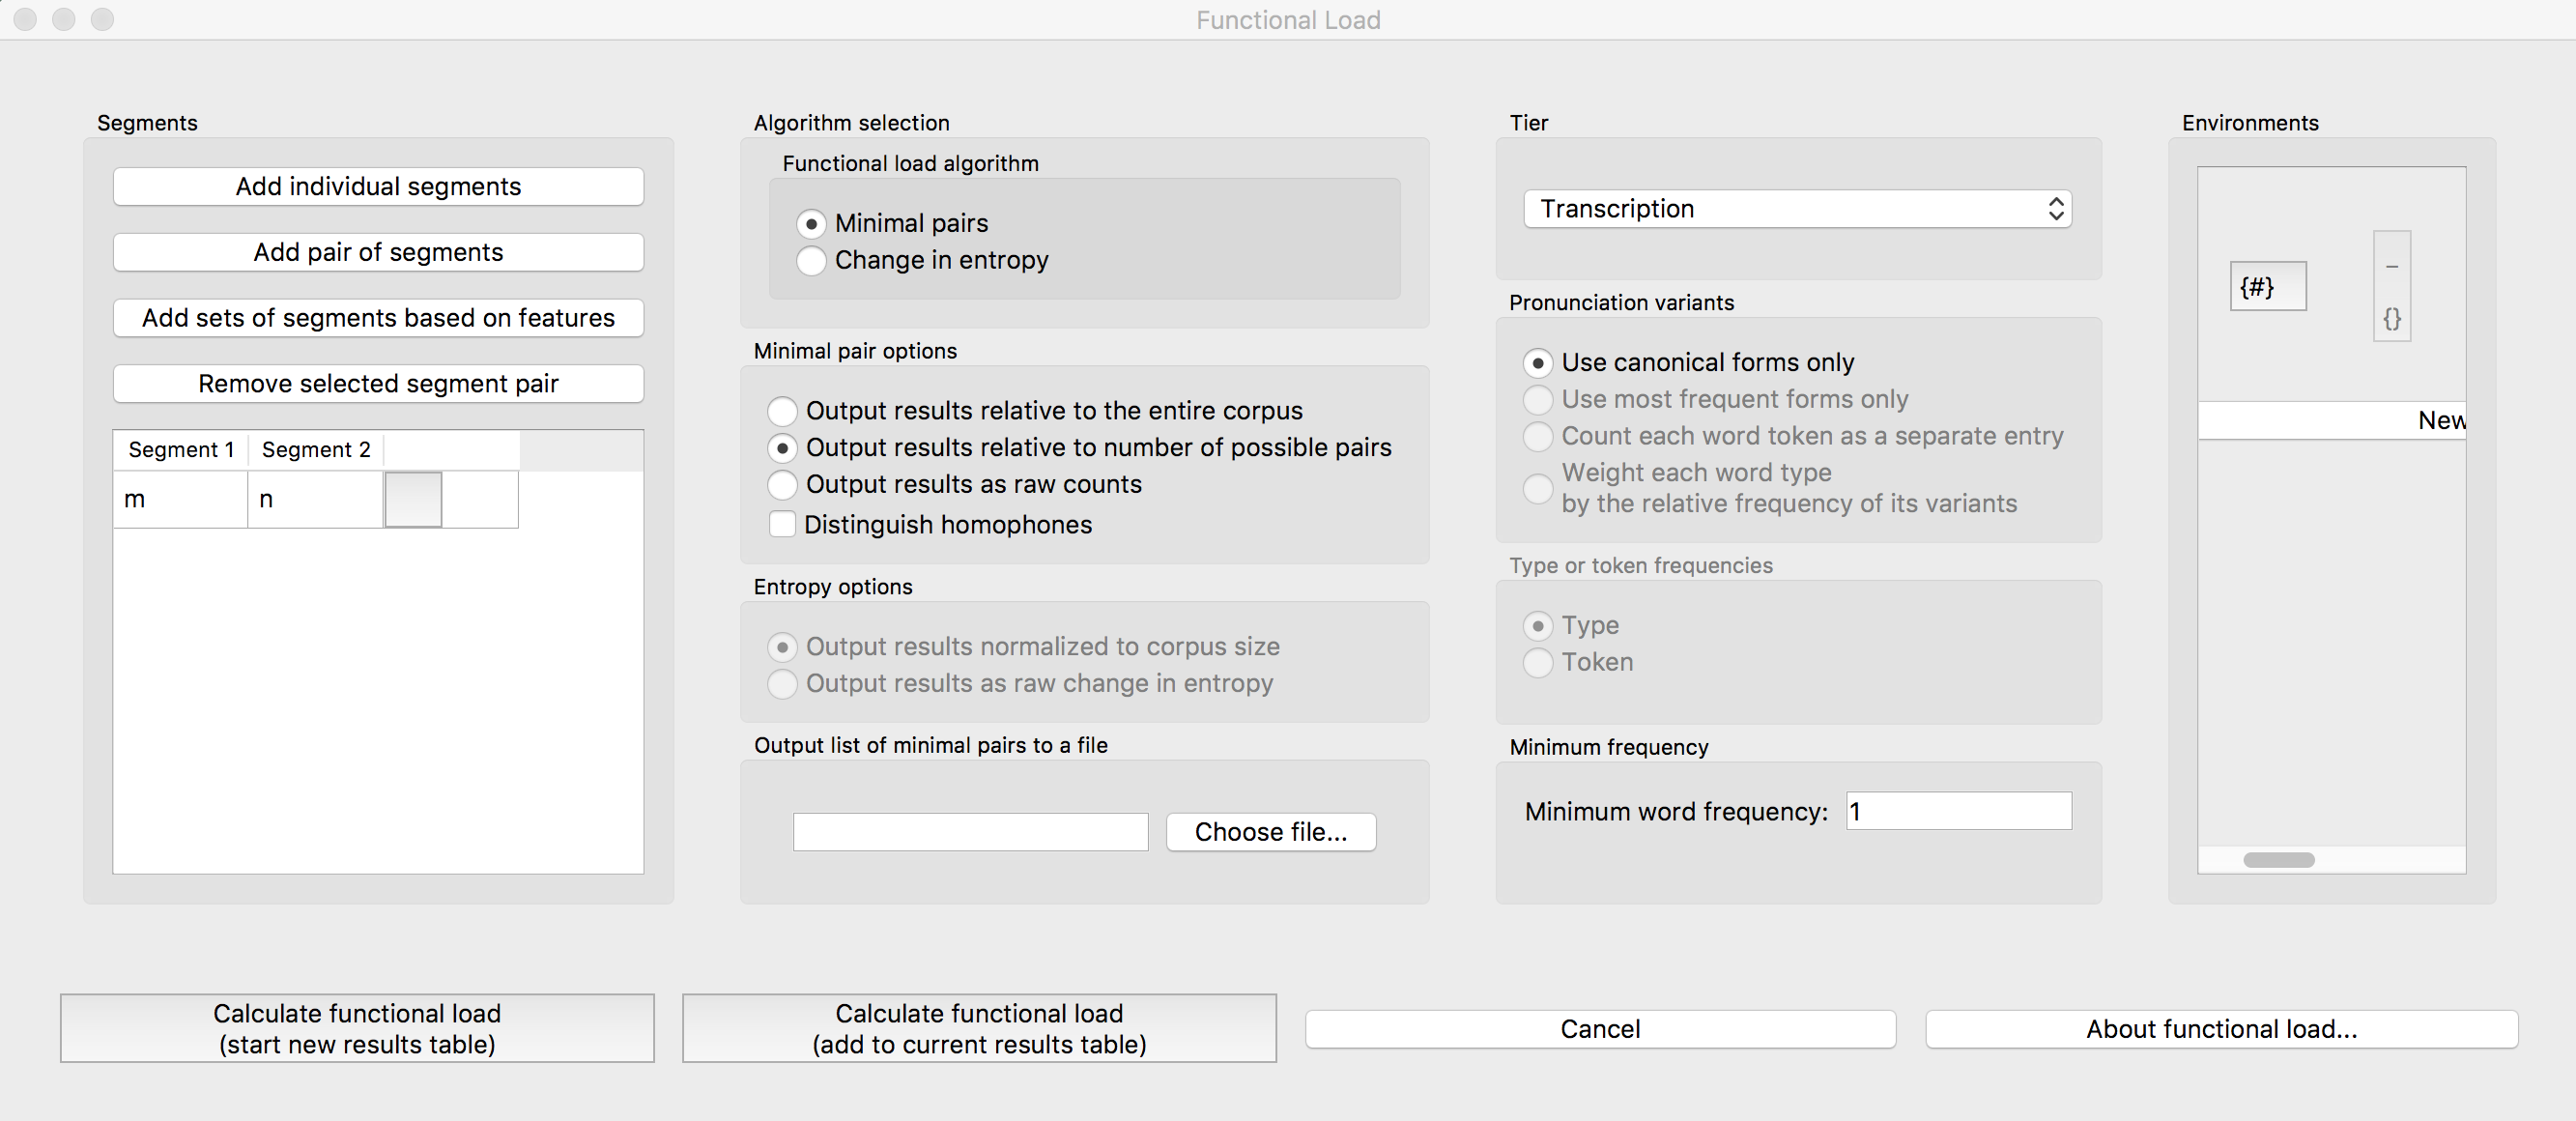 Functional Load
Segments
Add individual segments
Add pair of segments
Add sets of segments based on features
Remove selected segment pair
Segment 1 Segment 2
m n
Algorithm selection
Functional load algorithm
Minimal pairs
Change in entropy
Minimal pair options
Output results relative to the entire corpus
Output results relative to number of possible pairs
Output results as raw counts
Distinguish homophones
Entropy options
Output results normalized to corpus size
Output results as raw change in entropy
Output list of minimal pairs to a file
Choose file...
Tier
Transcription
Pronunciation variants
Use canonical forms only
Use most frequent forms only
Count each word token as a separate entry
Weight each word type
by the relative frequency of its variants
Type or token frequencies
Type
Token
Minimum frequency
Minimum word frequency: 1
Environments
{#}
_
{}
New
Calculate functional load
(start new results table)
Calculate functional load
(add to current results table)
Cancel
About functional load...